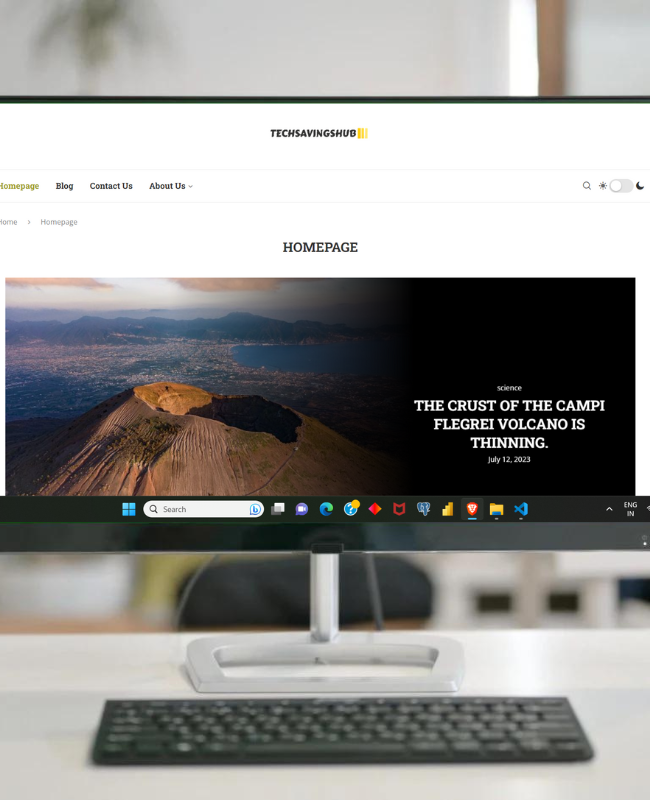 TECHSAVINGSHUB
Homepage Blog Contact Us About Us
Home > Homepage
HOMEPAGE
science
THE CRUST OF THE CAMPI
FLEGREI VOLCANO IS
THINNING.
July 12, 2023
Search
ENG
IN